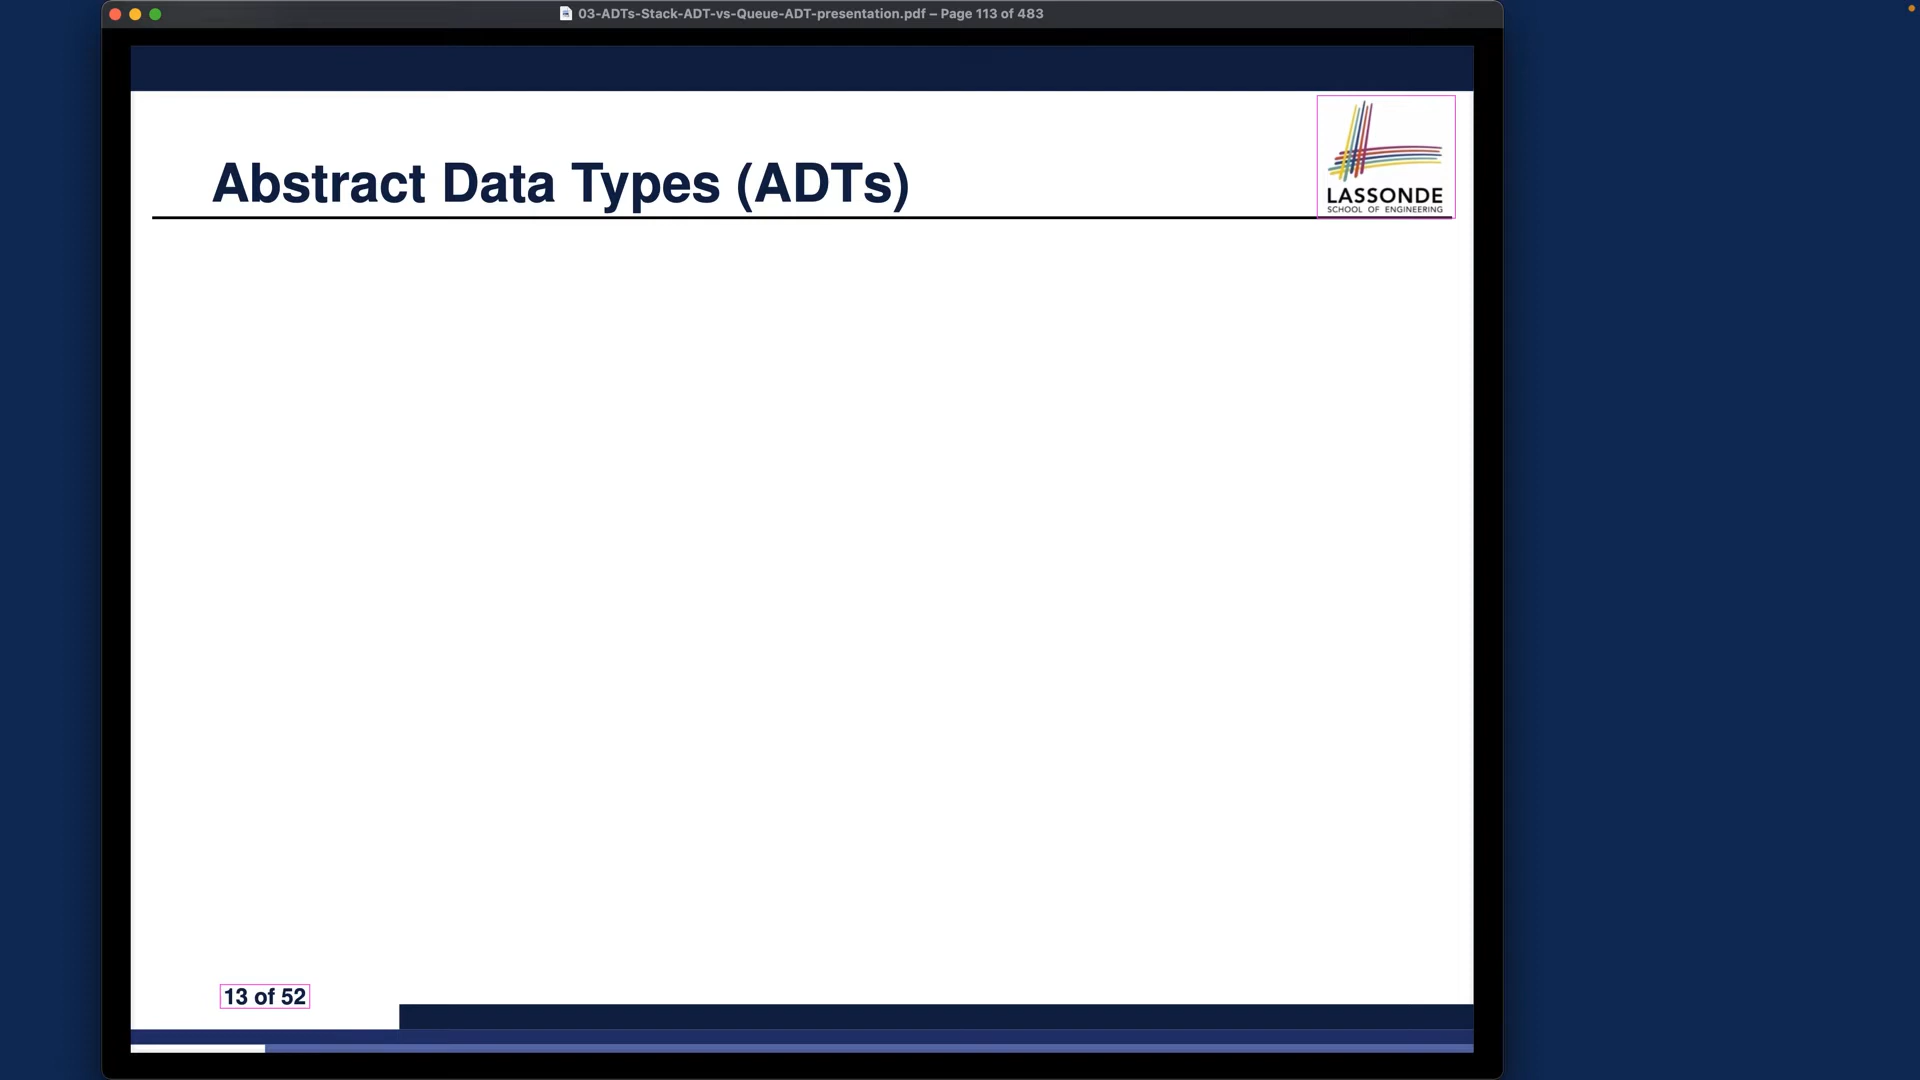 03-ADTs-Stack-ADT-vs-Queue-ADT-presentation.pdf – Page 113 of 483
Abstract Data Types (ADTs)
LASSONDE
SCHOOL OF ENGINEERING
13 of 52